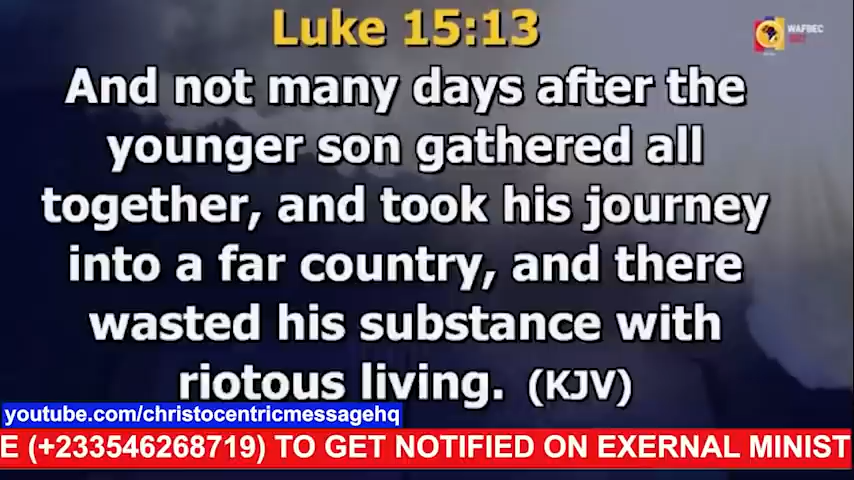 Luke 15:13
WAFBEC
And not many days after the
younger son gathered all
together, and took his journey
into a far country, and there
wasted his substance with
riotous living. (KJV)
youtube.com/christocentricmessagehq
E (+233546268719) TO GET NOTIFIED ON EXERNAL MINIST